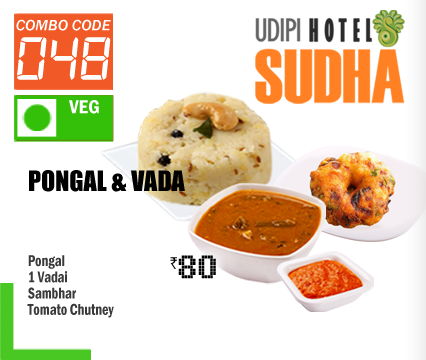 COMBO CODE
048
VEG
UDIPI HOTEL
SUDHA
PONGAL & VADA
Pongal
1 Vadai
Sambhar
Tomato Chutney
₹80